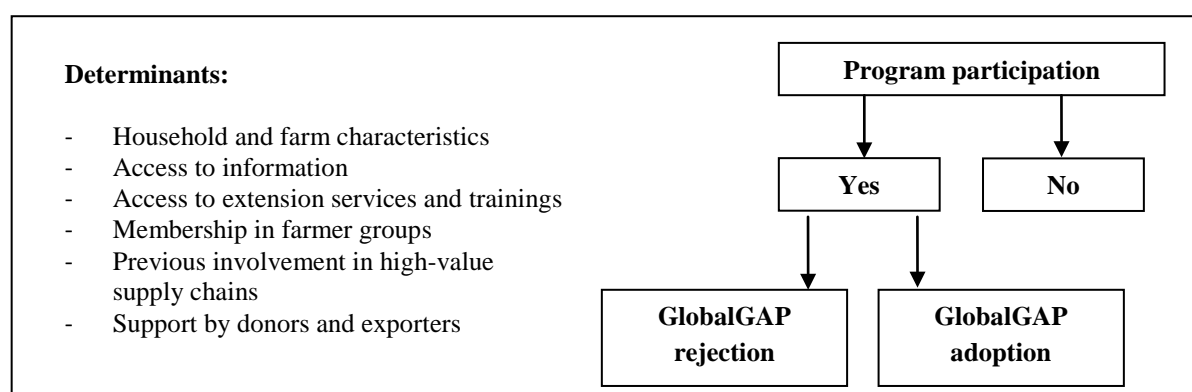 Determinants:
- Household and farm characteristics
- Access to information
- Access to extension services and trainings
- Membership in farmer groups
- Previous involvement in high-value
supply chains
- Support by donors and exporters
Program participation
Yes
No
GlobalGAP
rejection
GlobalGAP
adoption